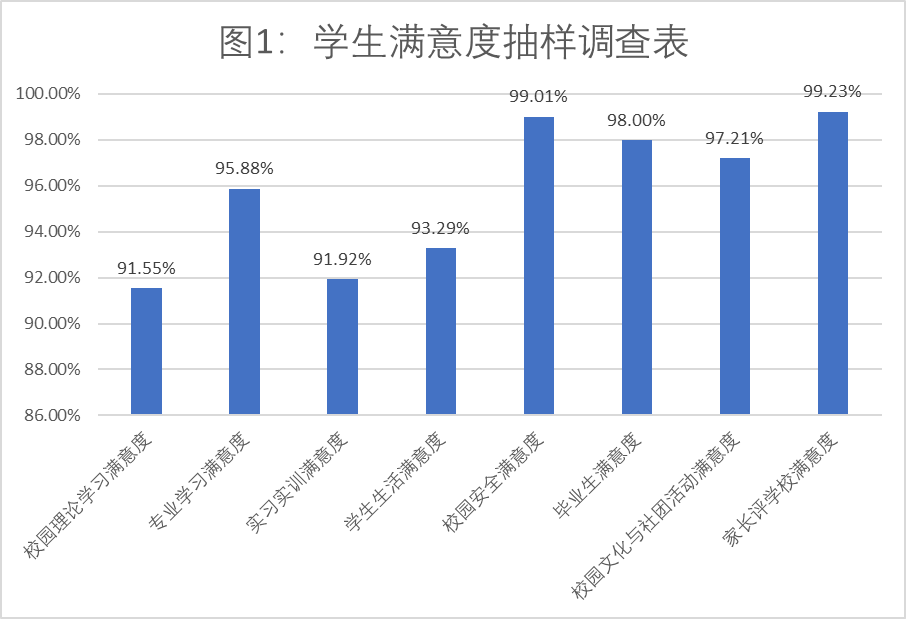 图1： 学生满意度抽样调查表
100.00%
98.00%
96.00%
94.00%
92.00%
90.00%
88.00%
86.00%
91.55%
95.88%
91.92%
93.29%
99.01%
98.00%
97.21%
99.23%
校园理论学习满意度
专业学习满意度
实习实训满意度
学生生活满意度
校园安全满意度
毕业生满意度
校园文化与社团活动满意度
家长评学校满意度